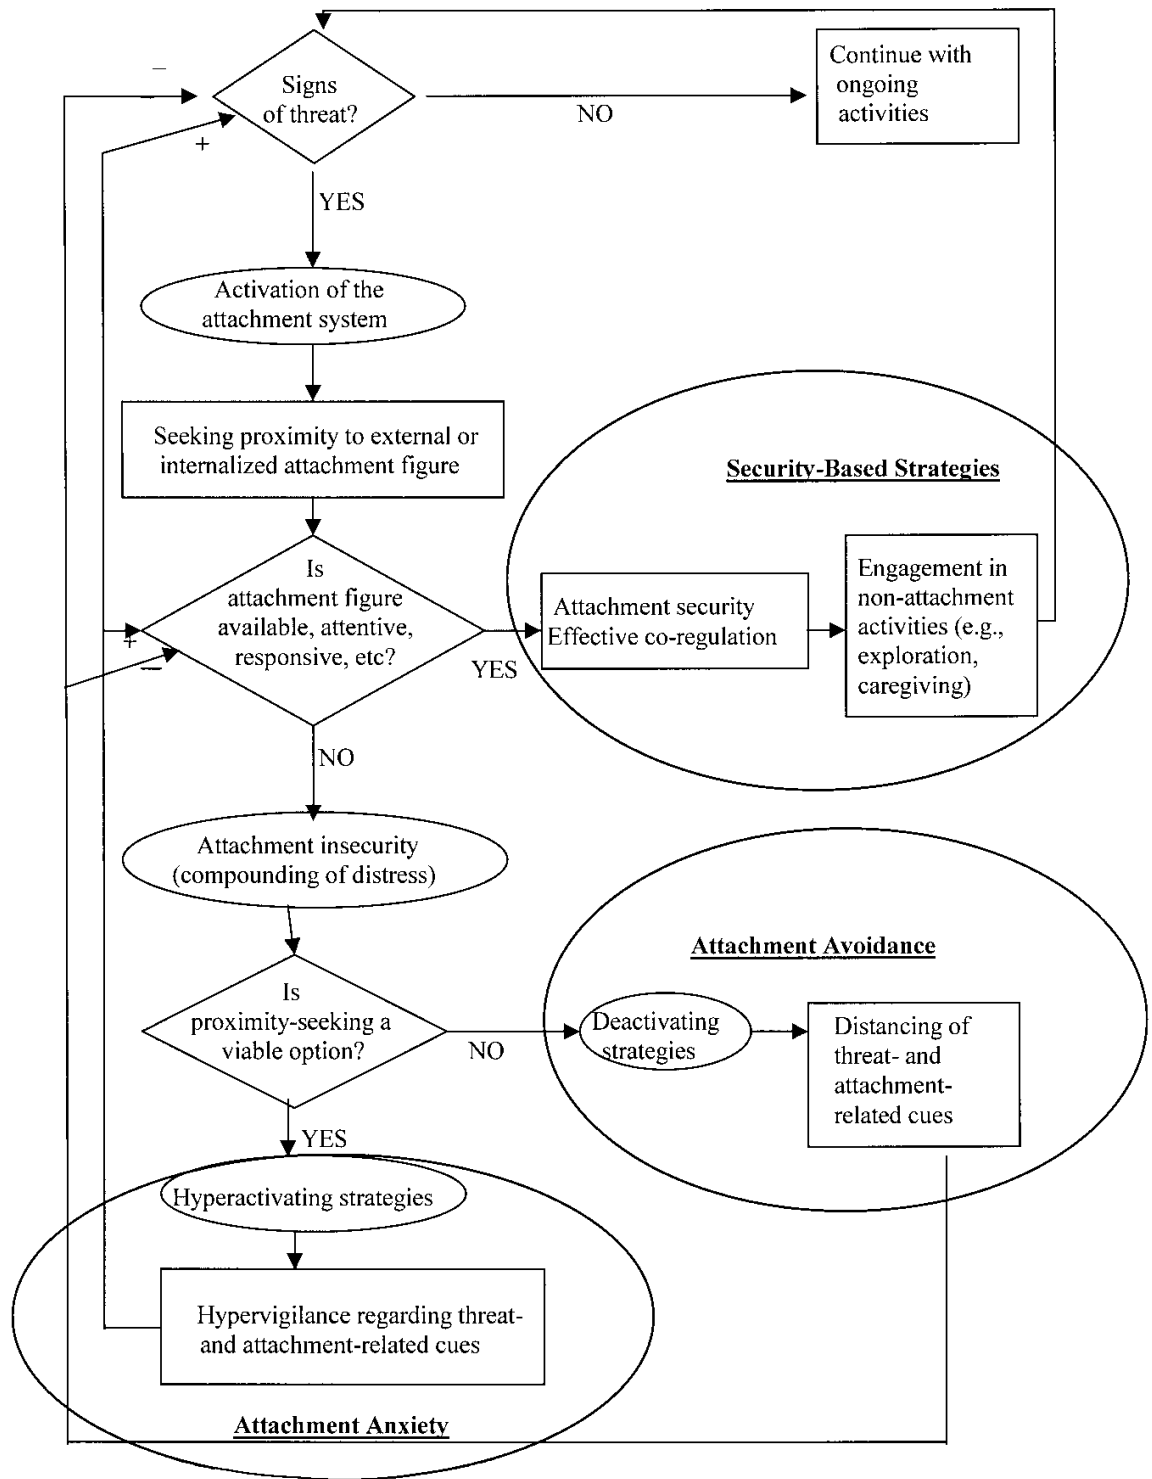 Signs
of threat?
NO
Continue with
ongoing
activities
−
+
YES
Activation of the
attachment system
Seeking proximity to external or
internalized attachment figure
Is
attachment figure
available, attentive,
responsive, etc?
+
−
YES
Security-Based Strategies
Attachment security
Effective co-regulation
Engagement in
non-attachment
activities (e.g.,
exploration,
caregiving)
NO
Attachment insecurity
(compounding of distress)
Is
proximity-seeking a
viable option?
NO
Attachment Avoidance
Deactivating
strategies
Distancing of
threat- and
attachment-
related cues
YES
Hyperactivating strategies
Hypervigilance regarding threat-
and attachment-related cues
Attachment Anxiety